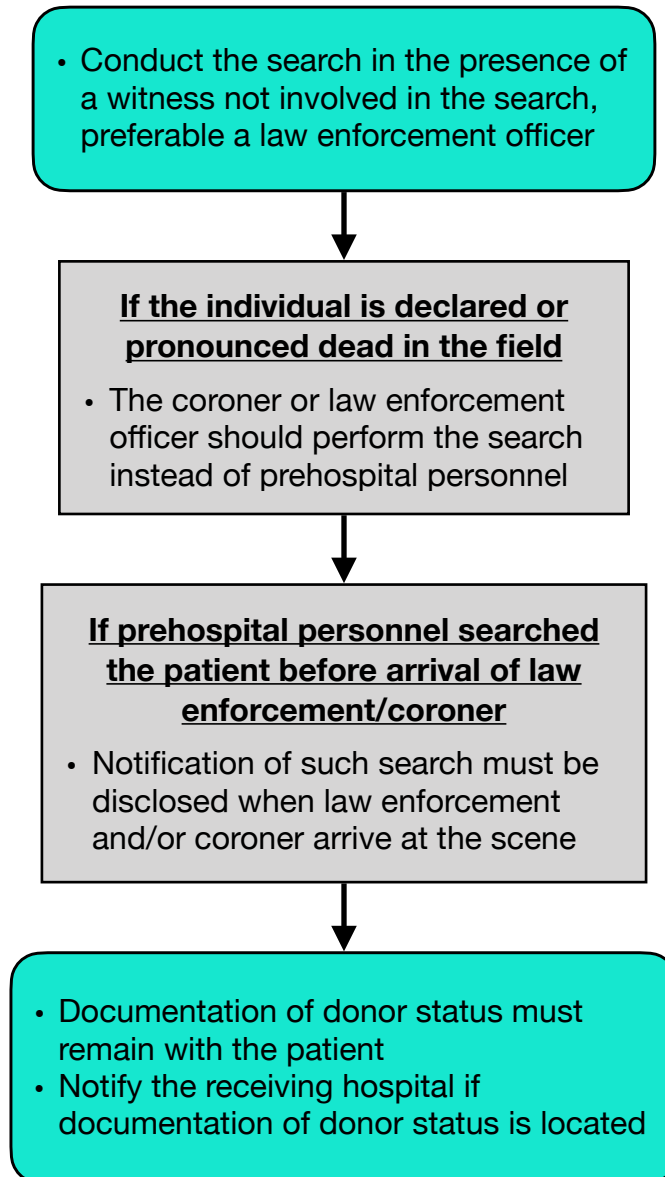 • Conduct the search in the presence of
a witness not involved in the search,
preferable a law enforcement officer
If the individual is declared or
pronounced dead in the field
• The coroner or law enforcement
officer should perform the search
instead of prehospital personnel
If prehospital personnel searched
the patient before arrival of law
enforcement/coroner
• Notification of such search must be
disclosed when law enforcement
and/or coroner arrive at the scene
• Documentation of donor status must
remain with the patient
• Notify the receiving hospital if
documentation of donor status is located